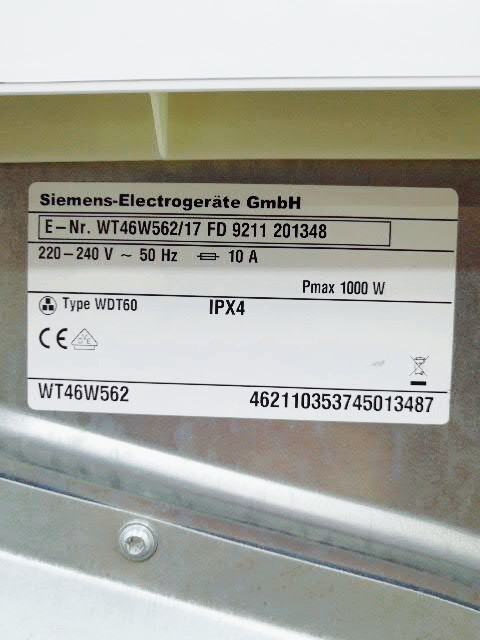 Siemens-Electrogeräte GmbH
E-Nr. WT46W562/17 FD 9211 201348
220-240 V ~ 50 Hz 10 A
Pmax 1000 W
Type WDT60 IPX4
CE
WT46W562 462110353745013487